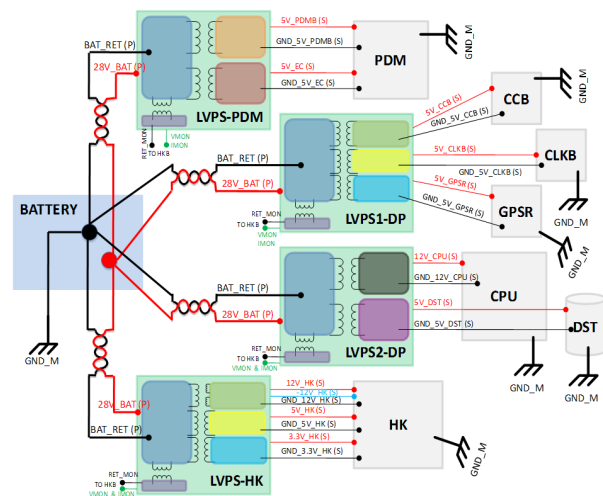 BAT_RET (P)
28V_BAT (P)
5V_PDMB (S)
GND_5V_PDMB (S)
5V_EC (S)
GND_5V_EC (S)
PDM
GND_M
LVPS-PDM
RET_MON
TO HKB
VMON
IMON
BAT_RET (P)
28V_BAT (P)
5V_CCB (S)
GND_5V_CCB (S)
CCB
GND_M
5V_CLKB (S)
GND_5V_CLKB (S)
CLKB
GND_M
5V_GPSR (S)
GND_5V_GPSR (S)
GPSR
GND_M
LVPS1-DP
RET_MON
TO HKB
VMON
IMON
BATTERY
GND_M
BAT_RET (P)
28V_BAT (P)
12V_CPU (S)
GND_12V_CPU (S)
5V_DST (S)
GND_5V_DST (S)
CPU
GND_M
DST
GND_M
LVPS2-DP
RET_MON
TO HKB
VMON & IMON
28V_BAT (P)
BAT_RET (P)
12V_HK (S)
-12V_HK (S)
GND_12V_HK (S)
5V_HK (S)
GND_5V_HK (S)
3.3V_HK (S)
GND_3.3V_HK (S)
HK
GND_M
LVPS-HK
RET_MON
TO HKB
VMON & IMON